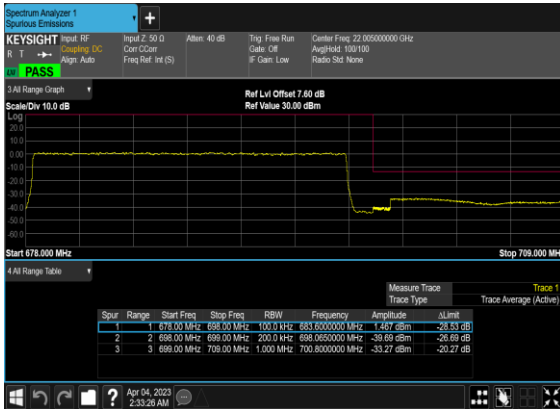 Spectrum Analyzer 1
Spurious Emissions
+
KEYSIGHT Input: RF Input Z: 50 Ω Atten: 40 dB Trig: Free Run Center Freq: 22.005000000 GHz
R T Coupling: DC Corr CCorr Gate: Off Avg|Hold: 100/100
Align: Auto Freq Ref: Int (S) IF Gain: Low Radio Std: None
PASS
3 All Range Graph
Ref Lvl Offset 7.60 dB
Scale/Div 10.0 dB Ref Value 30.00 dBm
Log
20.0
10.0
0.00
-10.0
-20.0
-30.0
-40.0
-50.0
-60.0
Start 678.000 MHz Stop 709.000 MH
4 All Range Table
Measure Trace Trace 1
Trace Type Trace Average (Active)
Spur Range Start Freq Stop Freq RBW Frequency Amplitude ΔLimit
1 1 678.00 MHz 698.00 MHz 100.0 kHz 683.6000000 MHz 1.467 dBm -28.53 dB
2 2 698.00 MHz 699.00 MHz 200.0 kHz 698.0650000 MHz -39.69 dBm -26.69 dB
3 3 699.00 MHz 709.00 MHz 1.000 MHz 700.8000000 MHz -33.27 dBm -20.27 dB
? Apr 04, 2023
2:33:26 AM